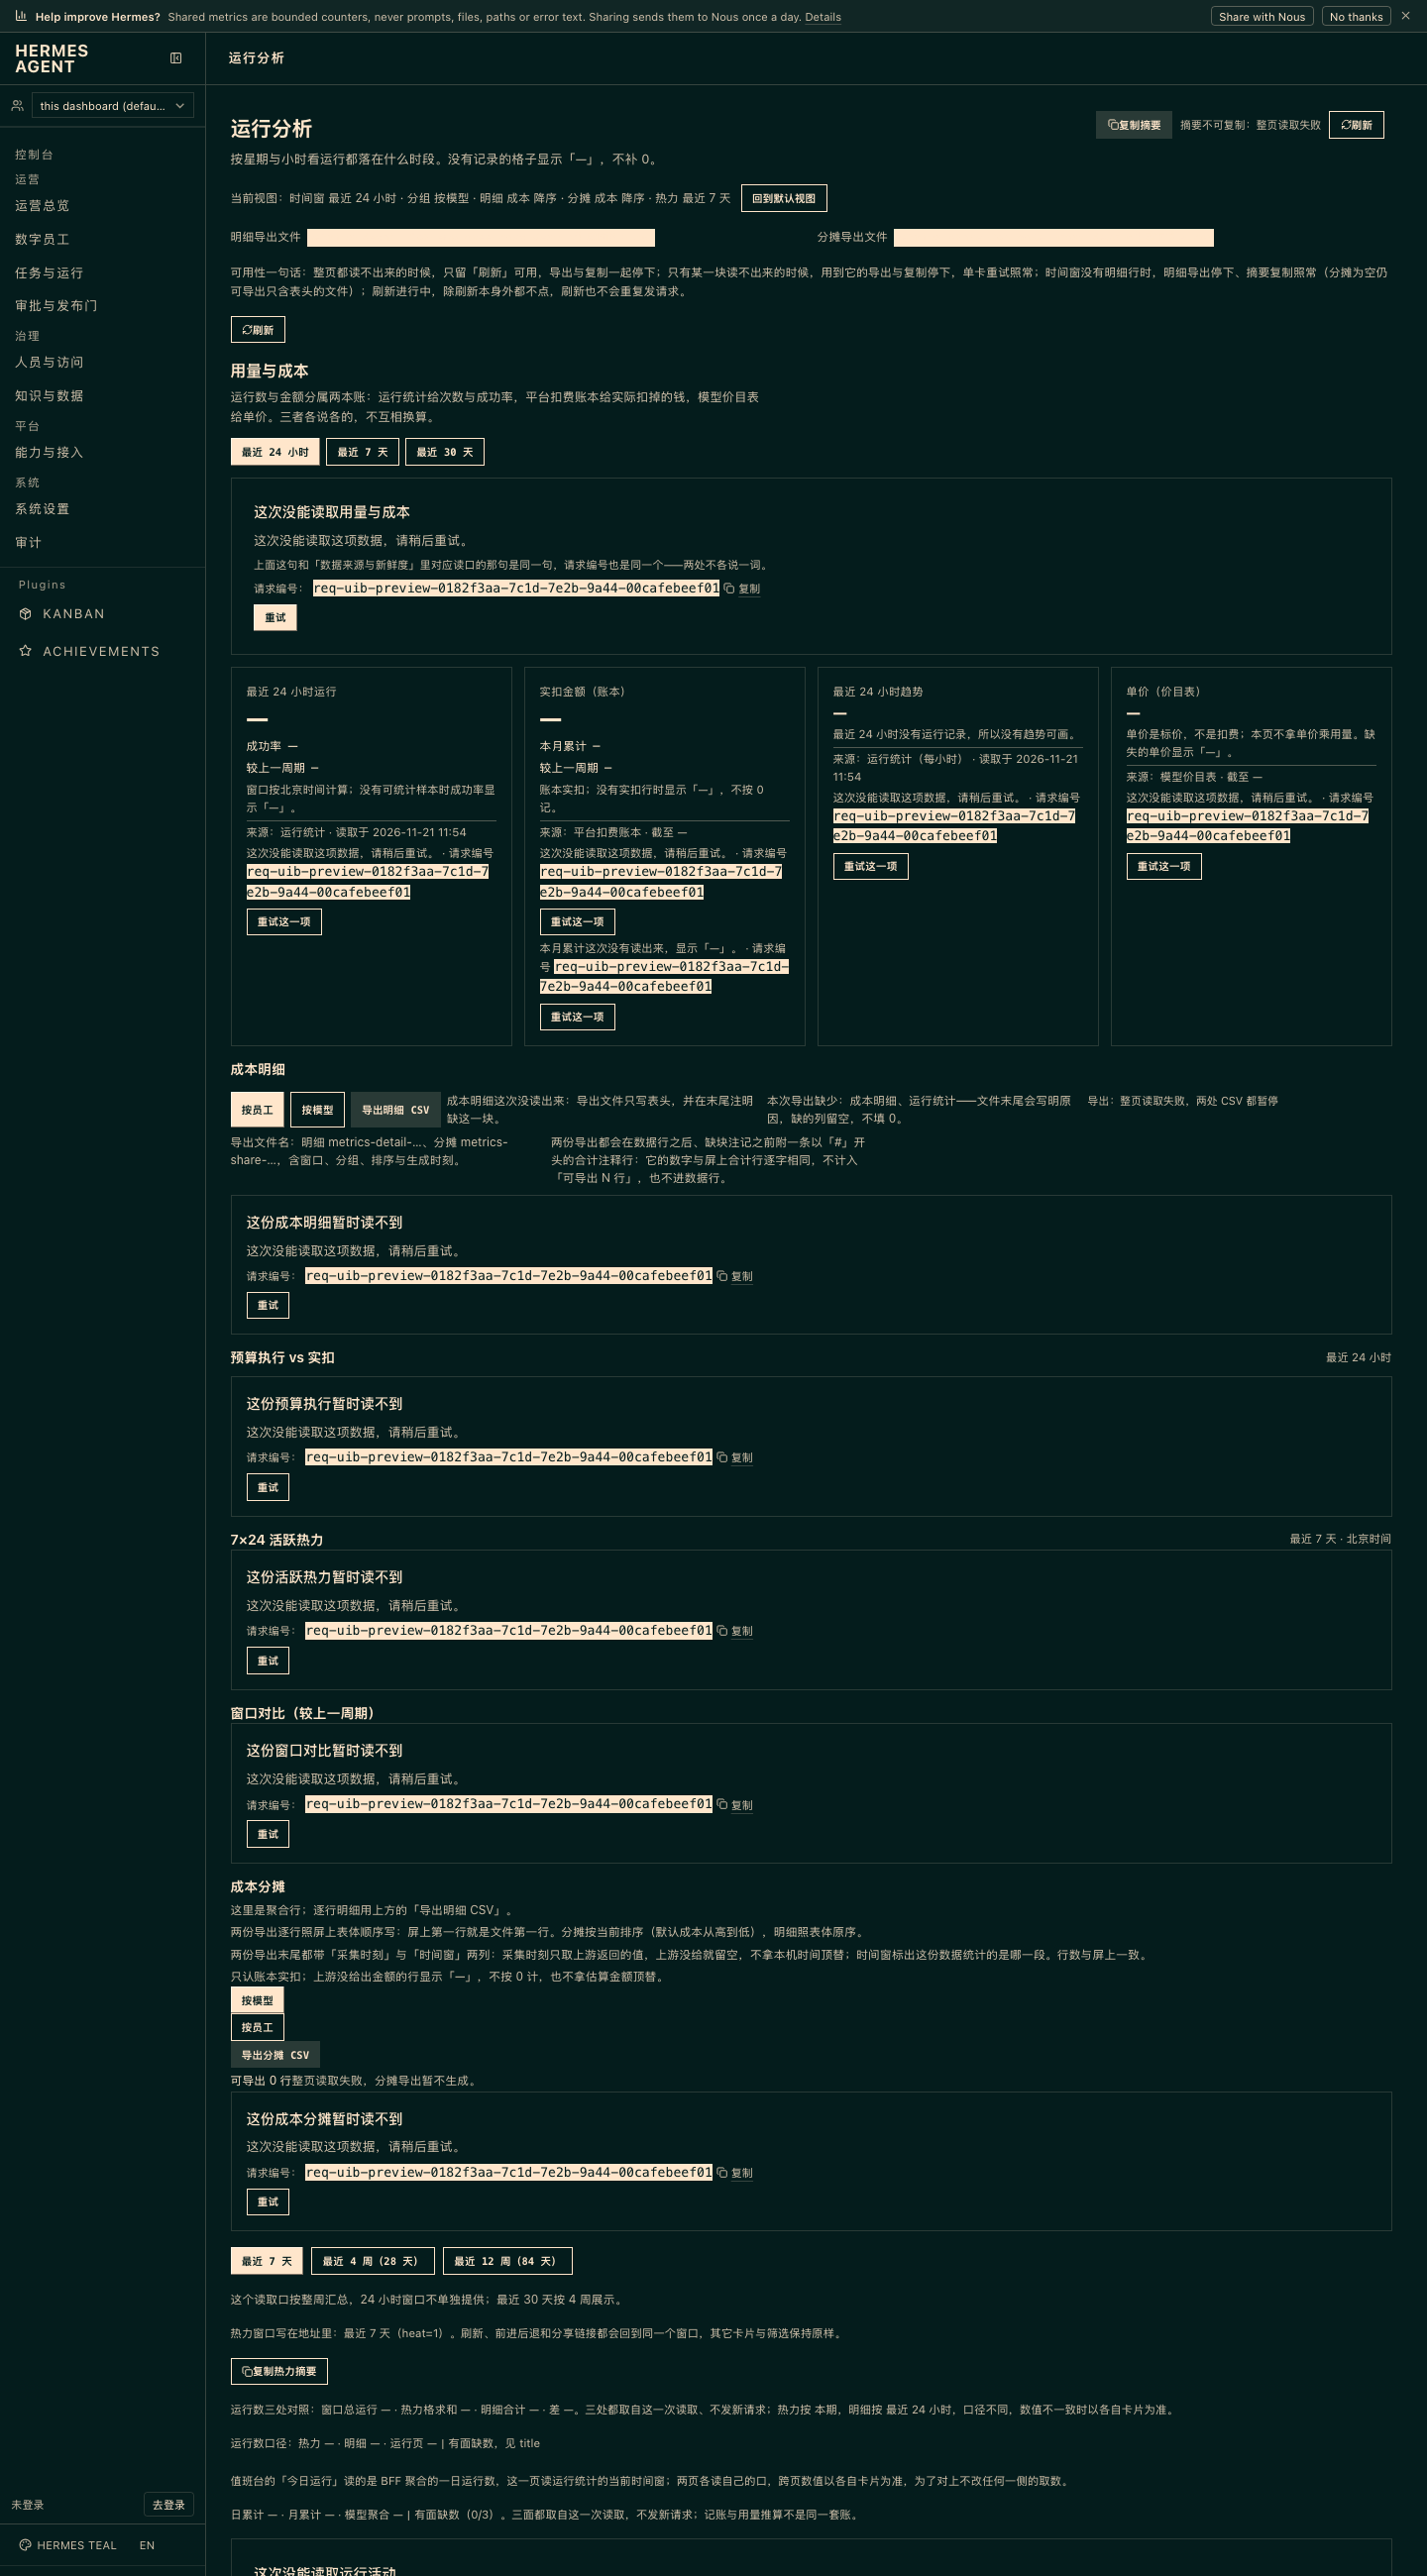 Help improve Hermes? Shared metrics are bounded counters, never prompts, files, paths or error text. Sharing sends them to Nous once a day. Details
Share with Nous
No thanks
HERMES
AGENT
运行分析
this dashboard (defau...
控制台
运营
运营总览
数字员工
任务与运行
审批与发布门
治理
人员与访问
知识与数据
平台
能力与接入
系统
系统设置
审计
Plugins
KANBAN
ACHIEVEMENTS
未登录
去登录
HERMES TEAL
EN
运行分析
复制摘要
摘要不可复制：整页读取失败
刷新
按星期与小时看运行都落在什么时段。没有记录的格子显示「—」，不补 0。
当前视图：时间窗 最近 24 小时 · 分组 按模型 · 明细 成本 降序 · 分摊 成本 降序 · 热力 最近 7 天
回到默认视图
明细导出文件
分摊导出文件
可用性一句话：整页都读不出来的时候，只留「刷新」可用，导出与复制一起停下；只有某一块读不出来的时候，用到它的导出与复制停下，单卡重试照常；时间窗没有明细行时，明细导出停下、摘要复制照常（分摊为空仍
可导出只含表头的文件）；刷新进行中，除刷新本身外都不点，刷新也不会重复发请求。
刷新
用量与成本
运行数与金额分属两本账：运行统计给次数与成功率，平台扣费账本给实际扣掉的钱，模型价目表
给单价。三者各说各的，不互相换算。
最近 24 小时
最近 7 天
最近 30 天
这次没能读取用量与成本
这次没能读取这项数据，请稍后重试。
上面这句和「数据来源与新鲜度」里对应读口的那句是同一句，请求编号也是同一个——两处不各说一词。
请求编号： req-uib-preview-0182f3aa-7c1d-7e2b-9a44-00cafebeef01 复制
重试
最近 24 小时运行
—
成功率 —
较上一周期 —
窗口按北京时间计算；没有可统计样本时成功率显
示「—」。
来源：运行统计 · 读取于 2026-11-21 11:54
这次没能读取这项数据，请稍后重试。 · 请求编号
req-uib-preview-0182f3aa-7c1d-7
e2b-9a44-00cafebeef01
重试这一项
实扣金额（账本）
—
本月累计 —
较上一周期 —
账本实扣；没有实扣行时显示「—」，不按 0
记。
来源：平台扣费账本 · 截至 —
这次没能读取这项数据，请稍后重试。 · 请求编号
req-uib-preview-0182f3aa-7c1d-7
e2b-9a44-00cafebeef01
重试这一项
本月累计这次没有读出来，显示「—」。 · 请求编
号 req-uib-preview-0182f3aa-7c1d-
7e2b-9a44-00cafebeef01
重试这一项
最近 24 小时趋势
—
最近 24 小时没有运行记录，所以没有趋势可画。
来源：运行统计（每小时） · 读取于 2026-11-21
11:54
这次没能读取这项数据，请稍后重试。 · 请求编号
req-uib-preview-0182f3aa-7c1d-7
e2b-9a44-00cafebeef01
重试这一项
单价（价目表）
—
单价是标价，不是扣费；本页不拿单价乘用量。缺
失的单价显示「—」。
来源：模型价目表 · 截至 —
这次没能读取这项数据，请稍后重试。 · 请求编号
req-uib-preview-0182f3aa-7c1d-7
e2b-9a44-00cafebeef01
重试这一项
成本明细
按员工
按模型
导出明细 CSV
成本明细这次没读出来：导出文件只写表头，并在末尾注明
缺这一块。
本次导出缺少：成本明细、运行统计——文件末尾会写明原
因，缺的列留空，不填 0。
导出：整页读取失败，两处 CSV 都暂停
导出文件名：明细 metrics-detail-…、分摊 metrics-
share-…，含窗口、分组、排序与生成时刻。
两份导出都会在数据行之后、缺块注记之前附一条以「#」开
头的合计注释行：它的数字与屏上合计行逐字相同，不计入
「可导出 N 行」，也不进数据行。
这份成本明细暂时读不到
这次没能读取这项数据，请稍后重试。
请求编号： req-uib-preview-0182f3aa-7c1d-7e2b-9a44-00cafebeef01 复制
重试
预算执行 vs 实扣
最近 24 小时
这份预算执行暂时读不到
这次没能读取这项数据，请稍后重试。
请求编号： req-uib-preview-0182f3aa-7c1d-7e2b-9a44-00cafebeef01 复制
重试
7×24 活跃热力
最近 7 天 · 北京时间
这份活跃热力暂时读不到
这次没能读取这项数据，请稍后重试。
请求编号： req-uib-preview-0182f3aa-7c1d-7e2b-9a44-00cafebeef01 复制
重试
窗口对比（较上一周期）
这份窗口对比暂时读不到
这次没能读取这项数据，请稍后重试。
请求编号： req-uib-preview-0182f3aa-7c1d-7e2b-9a44-00cafebeef01 复制
重试
成本分摊
这里是聚合行；逐行明细用上方的「导出明细 CSV」。
两份导出逐行照屏上表体顺序写：屏上第一行就是文件第一行。分摊按当前排序（默认成本从高到低），明细照表体原序。
两份导出末尾都带「采集时刻」与「时间窗」两列：采集时刻只取上游返回的值，上游没给就留空，不拿本机时间顶替；时间窗标出这份数据统计的是哪一段。行数与屏上一致。
只认账本实扣；上游没给出金额的行显示「—」，不按 0 计，也不拿估算金额顶替。
按模型
按员工
导出分摊 CSV
可导出 0 行整页读取失败，分摊导出暂不生成。
这份成本分摊暂时读不到
这次没能读取这项数据，请稍后重试。
请求编号： req-uib-preview-0182f3aa-7c1d-7e2b-9a44-00cafebeef01 复制
重试
最近 7 天
最近 4 周（28 天）
最近 12 周（84 天）
这个读取口按整周汇总，24 小时窗口不单独提供；最近 30 天按 4 周展示。
热力窗口写在地址里：最近 7 天（heat=1）。刷新、前进后退和分享链接都会回到同一个窗口，其它卡片与筛选保持原样。
复制热力摘要
运行数三处对照：窗口总运行 — · 热力格求和 — · 明细合计 — · 差 —。三处都取自这一次读取、不发新请求；热力按 本期，明细按 最近 24 小时，口径不同，数值不一致时以各自卡片为准。
运行数口径：热力 — · 明细 — · 运行页 — | 有面缺数，见 title
值班台的「今日运行」读的是 BFF 聚合的一日运行数，这一页读运行统计的当前时间窗；两页各读自己的口，跨页数值以各自卡片为准，为了对上不改任何一侧的取数。
日累计 — · 月累计 — · 模型聚合 — | 有面缺数（0/3）。三面都取自这一次读取，不发新请求；记账与用量推算不是同一套账。
这次没能读取运行活动